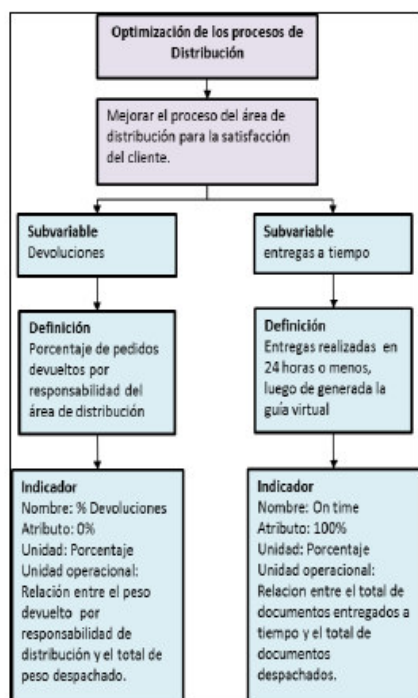 Optimización de los procesos de
Distribución
Mejorar el proceso del área de
distribución para la satisfacción
del cliente.
Subvariable
Devoluciones
Definición
Porcentaje de pedidos
devueltos por
responsabilidad del
área de distribución
Indicador
Nombre: % Devoluciones
Atributo: 0%
Unidad: Porcentaje
Unidad operacional:
Relación entre el peso
devuelto por
responsabilidad de
distribución y el total de
peso despachado.
Subvariable
entregas a tiempo
Definición
Entregas realizadas en
24 horas o menos,
luego de generada la
guía virtual
Indicador
Nombre: On time
Atributo: 100%
Unidad: Porcentaje
Unidad operacional:
Relacion entre el total de
documentos entregados a
tiempo y el total de
documentos
despachados.